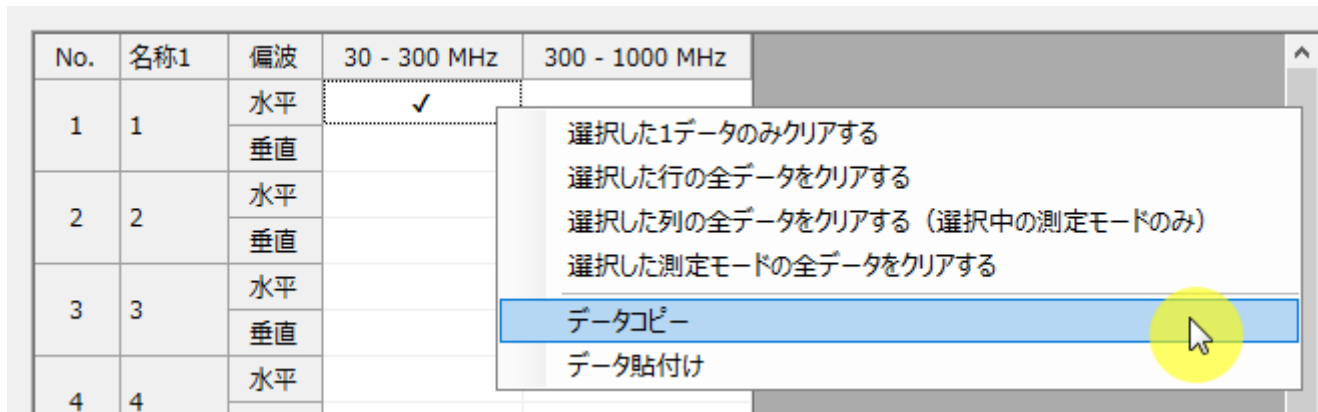 No. 名称1 偏波 30 - 300 MHz 300 - 1000 MHz
1 1 水平 ✓
垂直
2 2 水平
垂直
3 3 水平
垂直
4 4 水平
選択した1データのみクリアする
選択した行の全データをクリアする
選択した列の全データをクリアする（選択中の測定モードのみ）
選択した測定モードの全データをクリアする
データコピー
データ貼付け